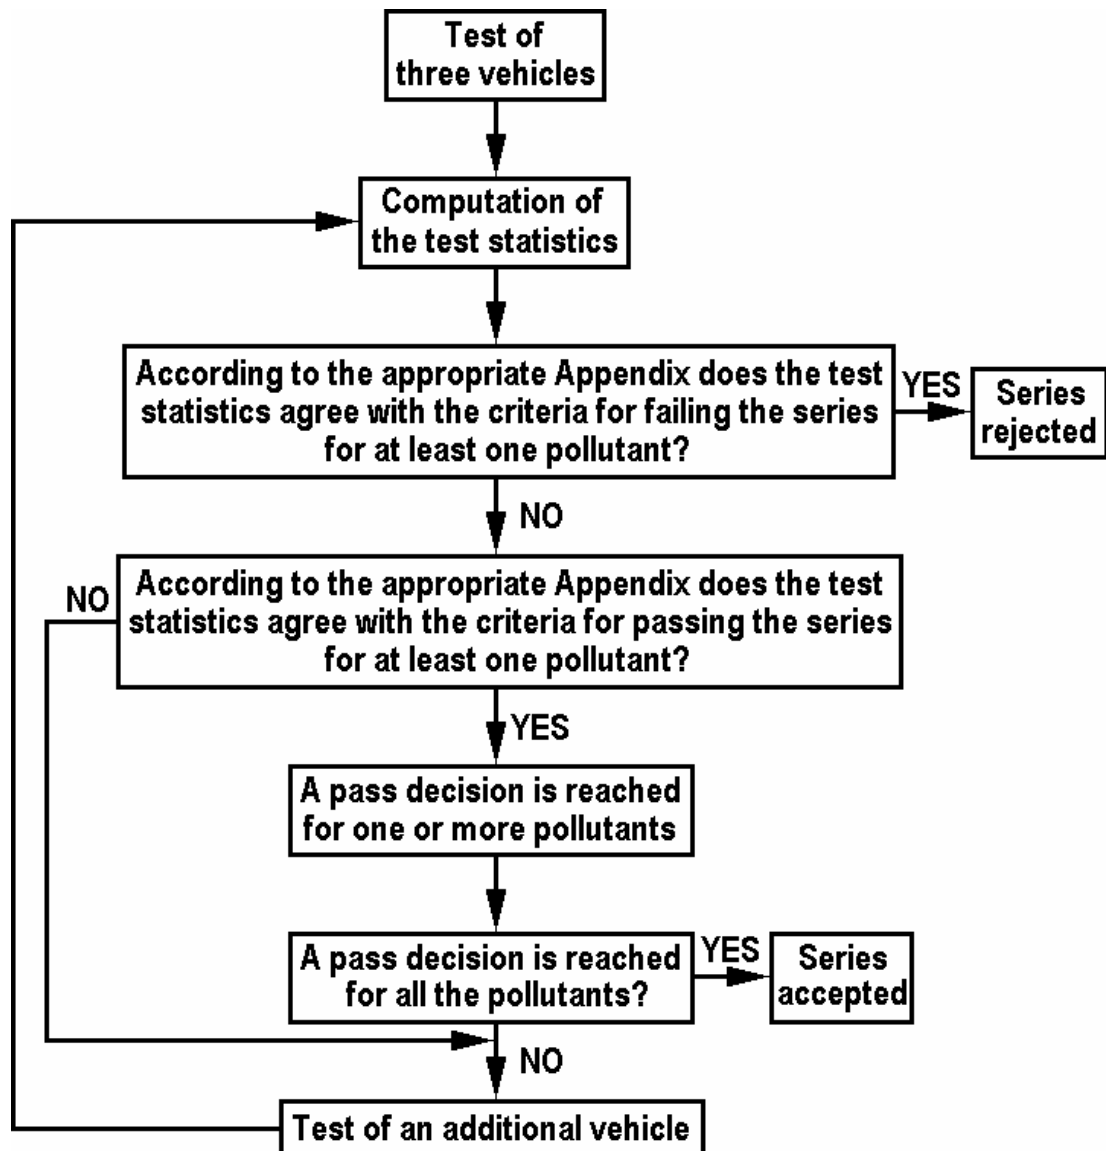 Test of
three vehicles
Computation of
the test statistics
According to the appropriate Appendix does the test
statistics agree with the criteria for failing the series
for at least one pollutant?
YES
Series
rejected
NO
According to the appropriate Appendix does the test
statistics agree with the criteria for passing the series
for at least one pollutant?
NO
YES
A pass decision is reached
for one or more pollutants
A pass decision is reached
for all the pollutants?
YES
Series
accepted
NO
Test of an additional vehicle